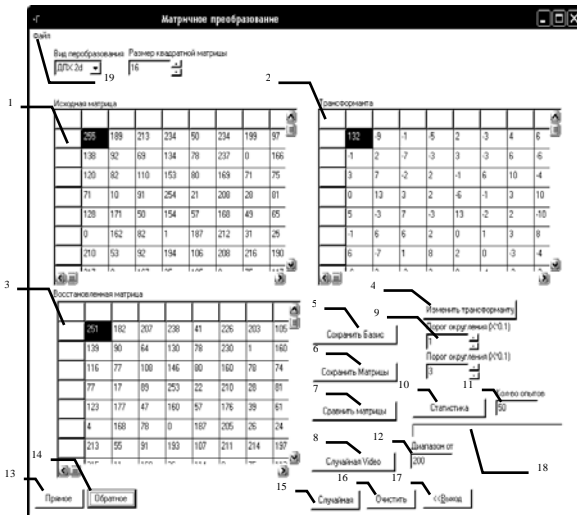 Матричное преобразование
Файл
Вид перобразования Размер квадратной матрицы
ДПХ 2d 16
19
1 2
Исходная матрица Трансформанта
255 189 213 234 50 234 199 97
138 92 69 134 78 237 0 166
120 82 110 153 80 169 71 75
71 10 91 254 21 208 28 81
128 171 50 154 57 168 49 65
0 162 82 1 187 212 31 25
210 53 92 194 106 208 216 190
132 -9 -1 -5 2 -3 4 6
-1 2 -7 -3 3 -3 6 -6
3 7 -2 2 -1 6 10 -4
0 13 3 2 -6 -1 3 10
5 -3 7 -3 13 -2 2 -10
-1 6 6 2 0 1 3 8
6 -7 1 8 2 0 -3 -4
3
Восстановленная матрица
251 182 207 238 41 226 203 105
139 90 64 130 78 230 1 160
116 77 108 146 80 160 78 74
77 17 89 253 22 210 28 81
123 177 47 160 57 176 39 61
4 168 78 0 187 205 26 24
213 55 91 193 107 211 214 197
4
Изменить трансформанту
5 9
Сохранить Базис
Порог округления (X*0.1)
1
6
Сохранить Матрицы
Порог округления (X*0.1)
3
7 10 11
Сравнить матрицы
Статистика
Кол-во опытов
50
8 12
Случайная Video
Диапазон от
200
18
13 14
Прямое Обратное
15 16 17
Случайная Очистить <<Выход